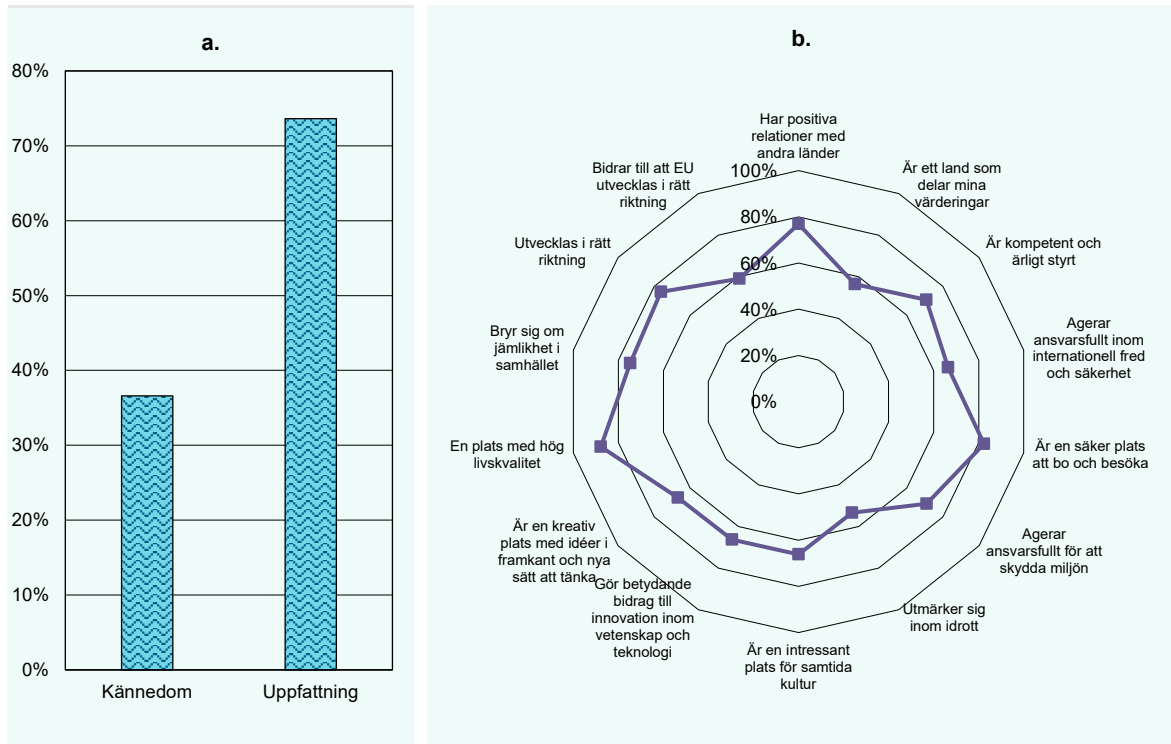 a.
80%
70%
60%
50%
40%
30%
20%
10%
0%
Kännedom
Uppfattning
b.
Har positiva
relationer med
andra länder
Är ett land som
delar mina
värderingar
Är kompetent och
ärligt styrt
Agerar
ansvarsfullt inom
internationell fred
och säkerhet
Är en säker plats
att bo och besöka
Agerar
ansvarsfullt för att
skydda miljön
Utmärker sig
inom idrott
Är en intressant
plats för samtida
kultur
Gör betydande
bidrag till
innovation inom
vetenskap och
teknologi
Är en kreativ
plats med idéer i
framkant och nya
sätt att tänka
En plats med hög
livskvalitet
Bryr sig om
jämlikhet i
samhället
Utvecklas i rätt
riktning
Bidrar till att EU
utvecklas i rätt
riktning
100%
80%
60%
40%
20%
0%